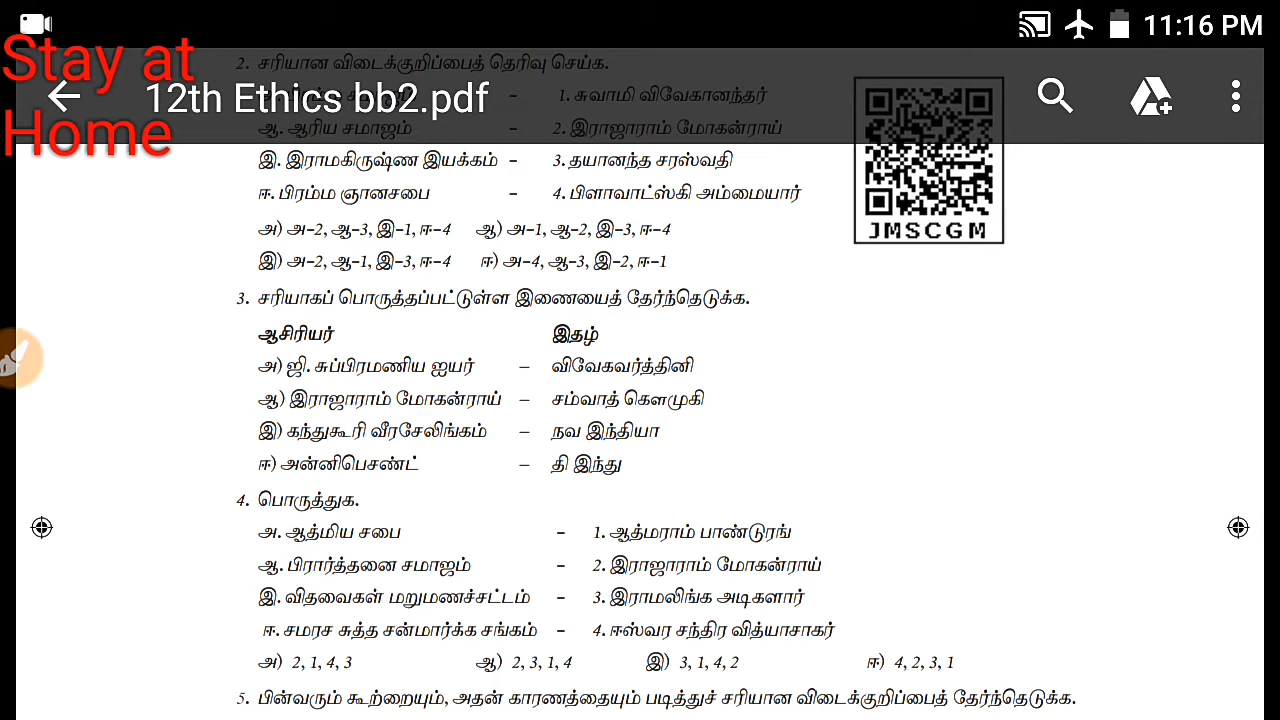 11:16 PM
Stay at
Home
12th Ethics bb2.pdf
2. சரியான விடைக்குறிப்பைத் தெரிவு செய்க.
– 1. சுவாமி விவேகானந்தர்
ஆ. ஆரிய சமாஜம் – 2. இராஜாராம் மோகன்ராய்
இ. இராமகிருஷ்ண இயக்கம் – 3. தயானந்த சரஸ்வதி
ஈ. பிரம்ம ஞானசபை – 4. பிளாவாட்ஸ்கி அம்மையார்
அ) அ–2, ஆ–3, இ–1, ஈ–4 ஆ) அ–1, ஆ–2, இ–3, ஈ–4
இ) அ–2, ஆ–1, இ–3, ஈ–4 ஈ) அ–4, ஆ–3, இ–2, ஈ–1
JMSCGM
3. சரியாகப் பொருத்தப்பட்டுள்ள இணையைத் தேர்ந்தெடுக்க.
ஆசிரியர் இதழ்
அ) ஜி. சுப்பிரமணிய ஐயர் – விவேகவர்த்தினி
ஆ) இராஜாராம் மோகன்ராய் – சம்வாத் கௌமுகி
இ) கந்துகூரி வீரசேலிங்கம் – நவ இந்தியா
ஈ) அன்னிபெசண்ட் – தி இந்து
4. பொருத்துக.
அ. ஆத்மிய சபை – 1. ஆத்மராம் பாண்டுரங்
ஆ. பிரார்த்தனை சமாஜம் – 2. இராஜாராம் மோகன்ராய்
இ. விதவைகள் மறுமணச்சட்டம் – 3. இராமலிங்க அடிகளார்
ஈ. சமரச சுத்த சன்மார்க்க சங்கம் – 4. ஈஸ்வர சந்திர வித்யாசாகர்
அ) 2, 1, 4, 3 ஆ) 2, 3, 1, 4 இ) 3, 1, 4, 2 ஈ) 4, 2, 3, 1
5. பின்வரும் கூற்றையும், அதன் காரணத்தையும் படித்துச் சரியான விடைக்குறிப்பைத் தேர்ந்தெடுக்க.